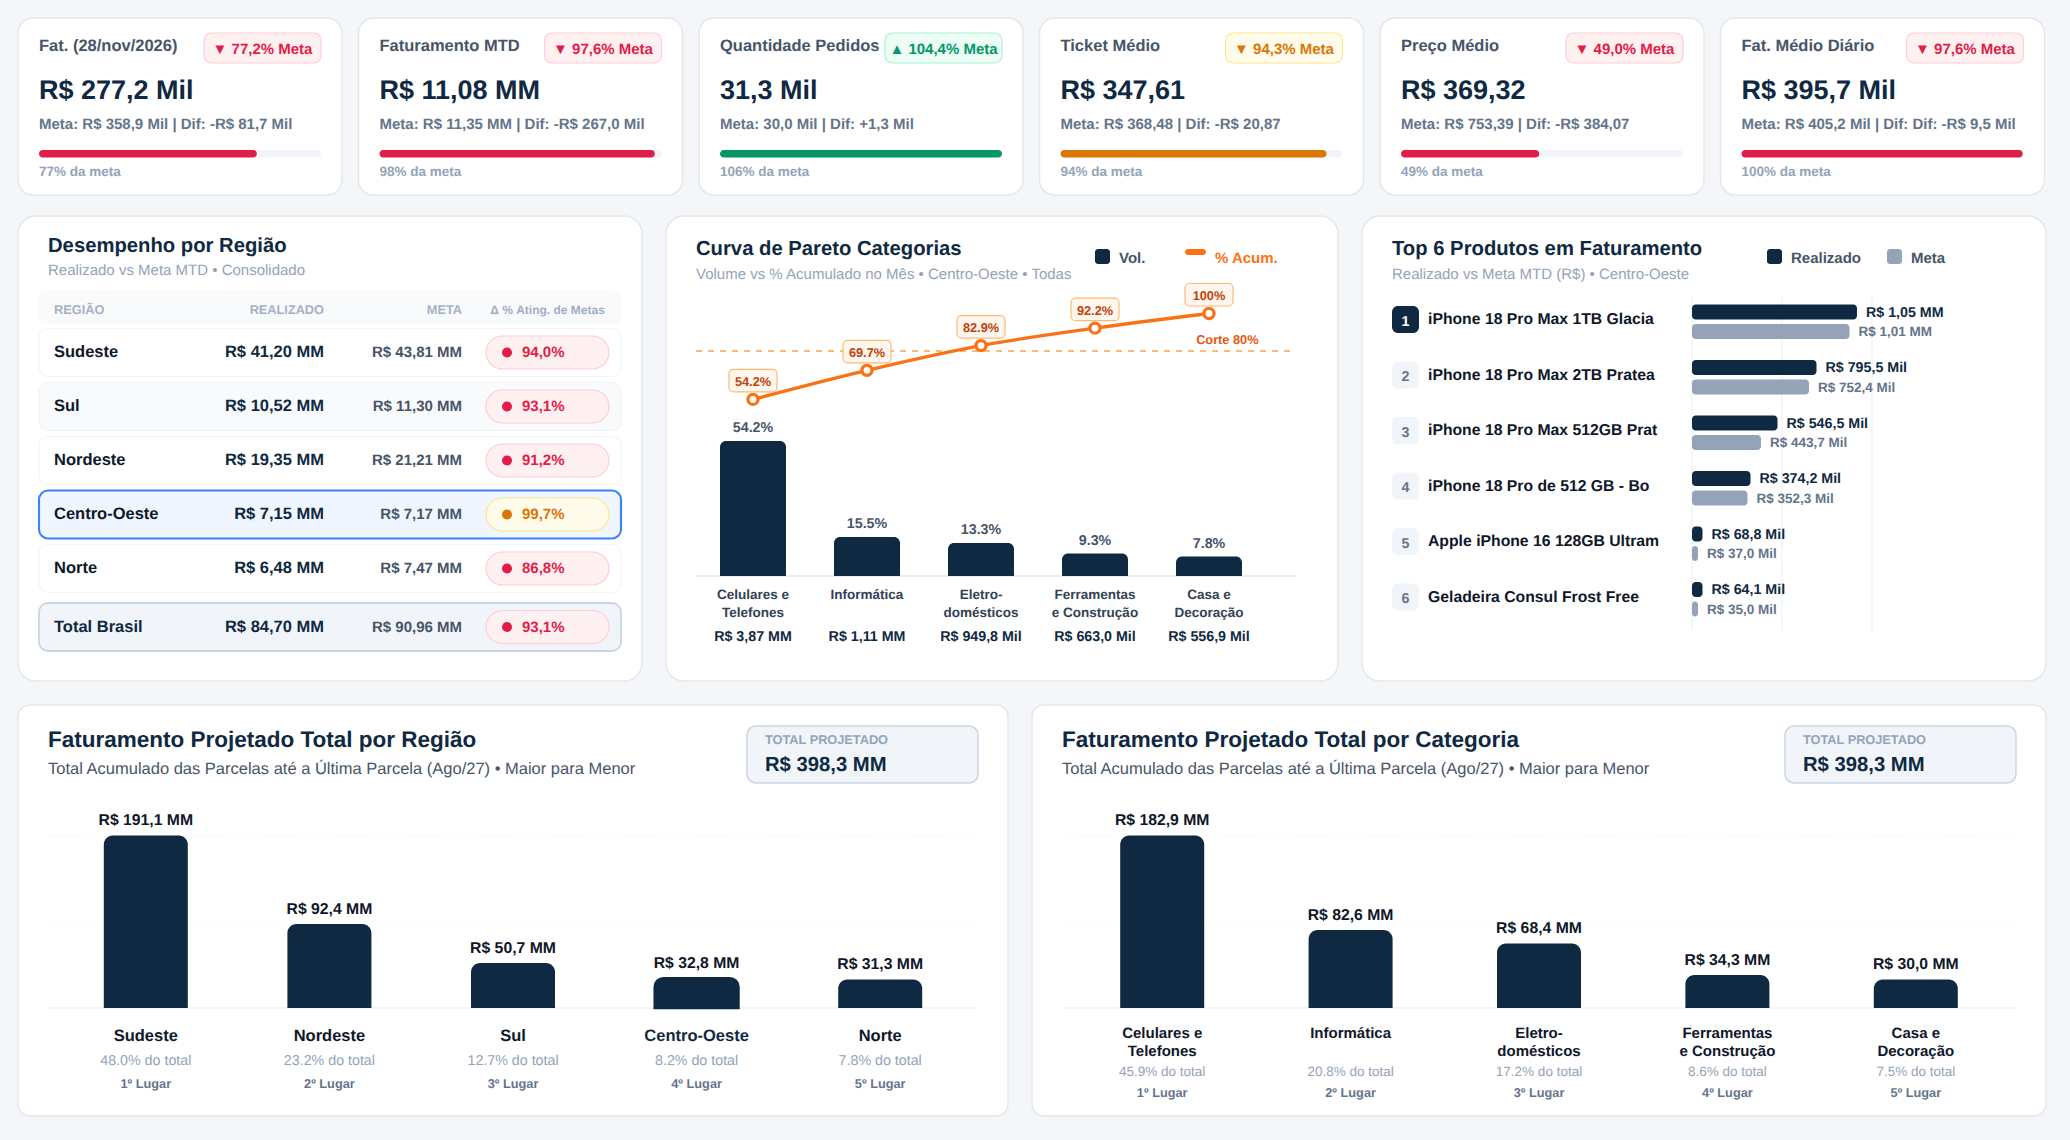 Fat. (28/nov/2026)
▼ 77,2% Meta
R$ 277,2 Mil
Meta: R$ 358,9 Mil | Dif: -R$ 81,7 Mil
77% da meta
Faturamento MTD
▼ 97,6% Meta
R$ 11,08 MM
Meta: R$ 11,35 MM | Dif: -R$ 267,0 Mil
98% da meta
Quantidade Pedidos
▲ 104,4% Meta
31,3 Mil
Meta: 30,0 Mil | Dif: +1,3 Mil
106% da meta
Ticket Médio
▼ 94,3% Meta
R$ 347,61
Meta: R$ 368,48 | Dif: -R$ 20,87
94% da meta
Preço Médio
▼ 49,0% Meta
R$ 369,32
Meta: R$ 753,39 | Dif: -R$ 384,07
49% da meta
Fat. Médio Diário
▼ 97,6% Meta
R$ 395,7 Mil
Meta: R$ 405,2 Mil | Dif: Dif: -R$ 9,5 Mil
100% da meta
Desempenho por Região
Realizado vs Meta MTD • Consolidado
REGIÃO REALIZADO META Δ % Ating. de Metas
Sudeste R$ 41,20 MM R$ 43,81 MM 94,0%
Sul R$ 10,52 MM R$ 11,30 MM 93,1%
Nordeste R$ 19,35 MM R$ 21,21 MM 91,2%
Centro-Oeste R$ 7,15 MM R$ 7,17 MM 99,7%
Norte R$ 6,48 MM R$ 7,47 MM 86,8%
Total Brasil R$ 84,70 MM R$ 90,96 MM 93,1%
Curva de Pareto Categorias
Volume vs % Acumulado no Mês • Centro-Oeste • Todas
Vol. % Acum.
100%
92.2%
82.9%
69.7%
54.2%
Corte 80%
54.2% 15.5% 13.3% 9.3% 7.8%
Celulares e Informática Eletro- Ferramentas Casa e
Telefones domésticos e Construção Decoração
R$ 3,87 MM R$ 1,11 MM R$ 949,8 Mil R$ 663,0 Mil R$ 556,9 Mil
Top 6 Produtos em Faturamento
Realizado vs Meta MTD (R$) • Centro-Oeste
Realizado Meta
1 iPhone 18 Pro Max 1TB Glacia R$ 1,05 MM
R$ 1,01 MM
2 iPhone 18 Pro Max 2TB Pratea R$ 795,5 Mil
R$ 752,4 Mil
3 iPhone 18 Pro Max 512GB Prat R$ 546,5 Mil
R$ 443,7 Mil
4 iPhone 18 Pro de 512 GB - Bo R$ 374,2 Mil
R$ 352,3 Mil
5 Apple iPhone 16 128GB Ultram R$ 68,8 Mil
R$ 37,0 Mil
6 Geladeira Consul Frost Free R$ 64,1 Mil
R$ 35,0 Mil
Faturamento Projetado Total por Região
Total Acumulado das Parcelas até a Última Parcela (Ago/27) • Maior para Menor
TOTAL PROJETADO
R$ 398,3 MM
R$ 191,1 MM R$ 92,4 MM R$ 50,7 MM R$ 32,8 MM R$ 31,3 MM
Sudeste Nordeste Sul Centro-Oeste Norte
48.0% do total 23.2% do total 12.7% do total 8.2% do total 7.8% do total
1º Lugar 2º Lugar 3º Lugar 4º Lugar 5º Lugar
Faturamento Projetado Total por Categoria
Total Acumulado das Parcelas até a Última Parcela (Ago/27) • Maior para Menor
TOTAL PROJETADO
R$ 398,3 MM
R$ 182,9 MM R$ 82,6 MM R$ 68,4 MM R$ 34,3 MM R$ 30,0 MM
Celulares e Informática Eletro- Ferramentas Casa e
Telefones domésticos e Construção Decoração
45.9% do total 20.8% do total 17.2% do total 8.6% do total 7.5% do total
1º Lugar 2º Lugar 3º Lugar 4º Lugar 5º Lugar